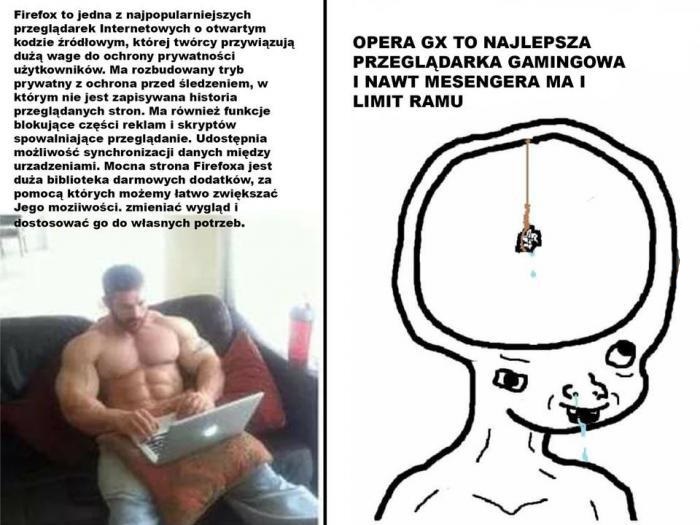 Firefox to jedna z najpopularniejszych
przeglądarek Internetowych o otwartym
kodzie źródłowym, której twórcy przywiązują
dużą wage do ochrony prywatności
użytkowników. Ma rozbudowany tryb
prywatny z ochrona przed śledzeniem, w
którym nie jest zapisywana historia
przeglądanych stron. Ma również funkcje
blokujące części reklam i skryptów
spowalniające przeglądanie. Udostępnia
możliwość synchronizacji danych między
urzadzeniami. Mocna strona Firefoxa jest
duża biblioteka darmowych dodatków, za
pomocą których możemy łatwo zwiększać
Jego moziiwości. zmieniać wygląd i
dostosować go do własnych potrzeb.
OPERA GX TO NAJLEPSZA
PRZEGLĄDARKA GAMINGOWA
I NAWT MESENGERA MA I
LIMIT RAMU